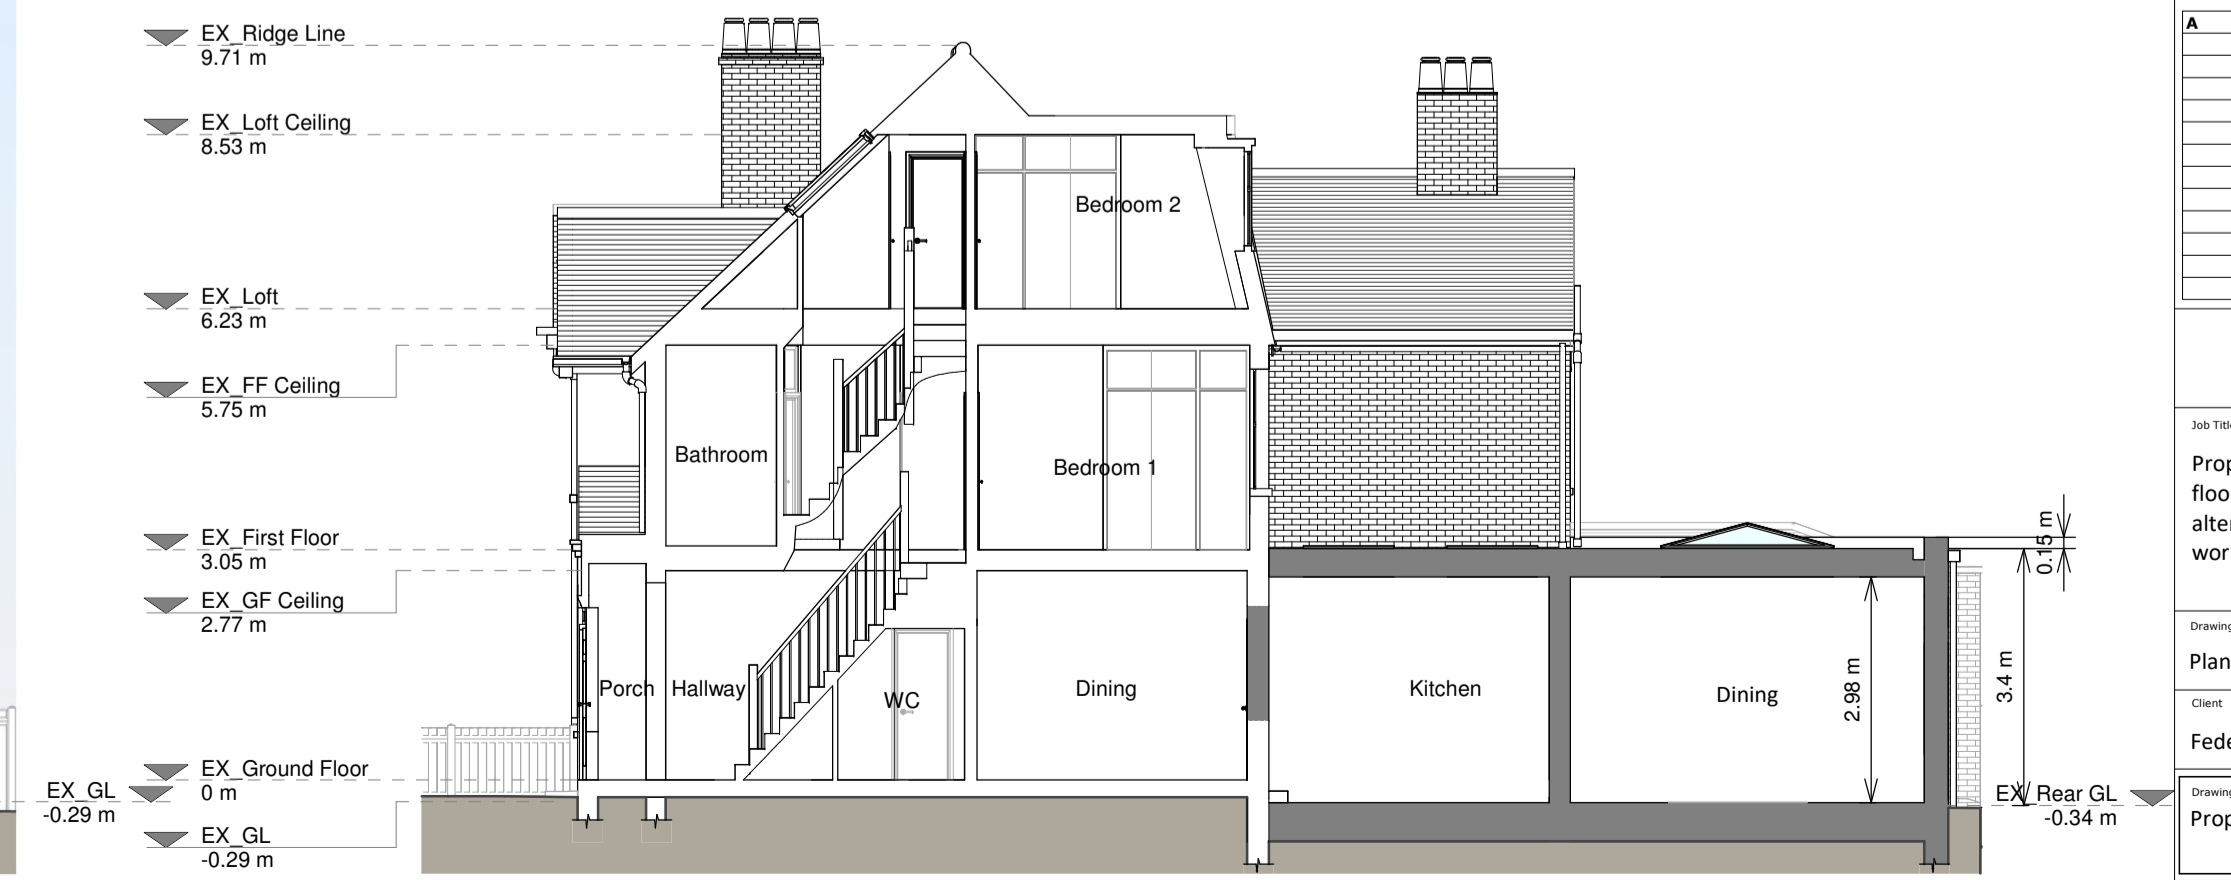 EX_Ridge Line
9.71 m
EX_Loft Ceiling
8.53 m
EX_Loft
6.23 m
EX_FF Ceiling
5.75 m
EX_First Floor
3.05 m
EX_GF Ceiling
2.77 m
EX_Ground Floor
0 m
EX_GL
-0.29 m
EX_GL
-0.29 m
Bedroom 2
Bathroom
Bedroom 1
Porch
Hallway
WC
Dining
Kitchen
Dining
2.98 m
3.4 m
0.15 m
EX_Rear GL
-0.34 m
A
Job Title
Prop
floo
alter
wor
Drawing
Plan
Client
Fede
Drawing
Prop